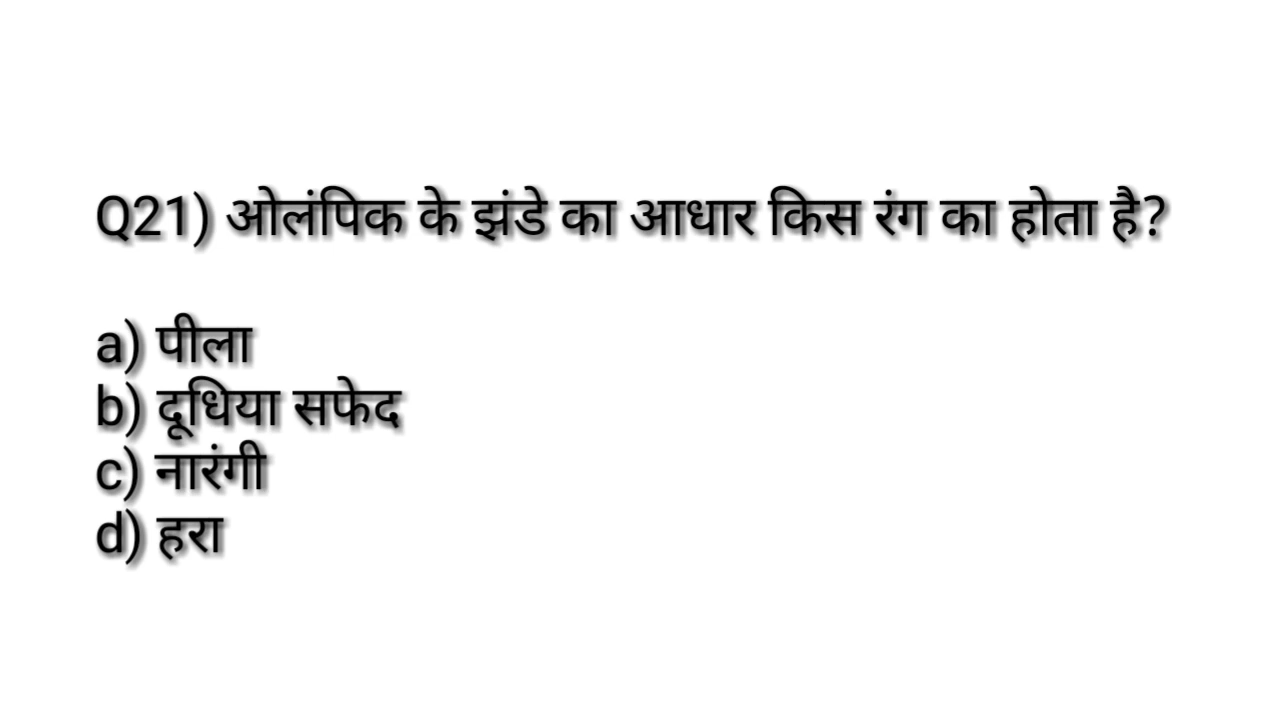 Q21) ओलंपिक के झंडे का आधार किस रंग का होता है?
a) पीला
b) दूधिया सफेद
c) नारंगी
d) हरा